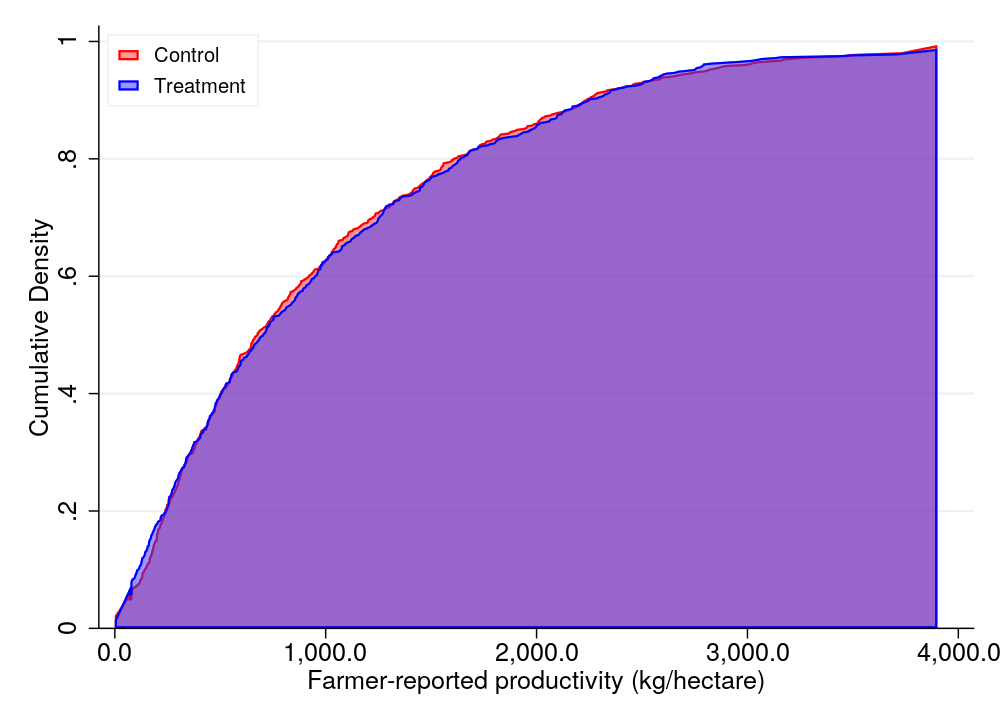 Control
Treatment
Cumulative Density
1
.8
.6
.4
.2
0
0.0 1,000.0 2,000.0 3,000.0 4,000.0
Farmer-reported productivity (kg/hectare)